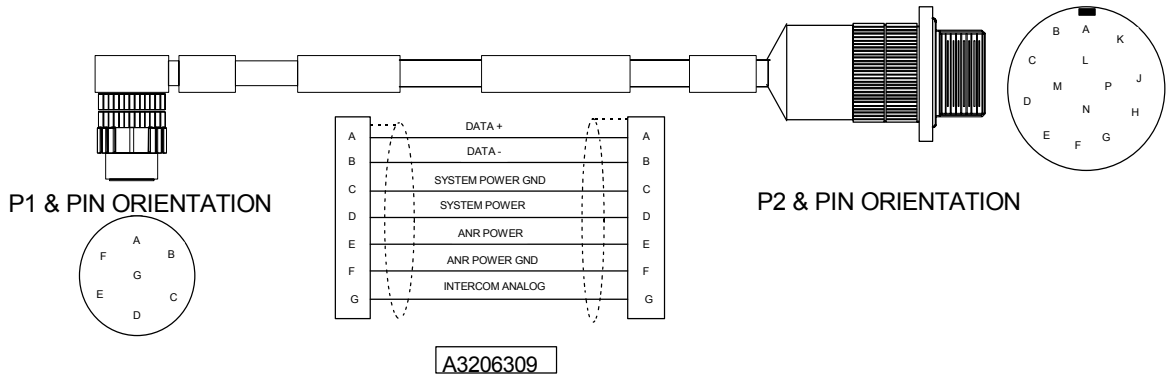 B A K
C L
M P J
D N H
E F G
A DATA + A
B DATA - B
C SYSTEM POWER GND C
D SYSTEM POWER D
E ANR POWER E
F ANR POWER GND F
G INTERCOM ANALOG G
P1 & PIN ORIENTATION
P2 & PIN ORIENTATION
A
F B
G
E C
D
A3206309